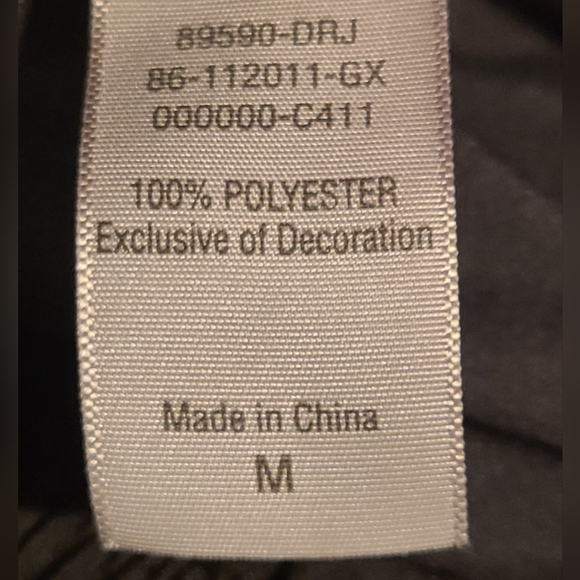 89590-DRJ
86-112011-GX
000000-C411
100% POLYESTER
Exclusive of Decoration
Made in China
M